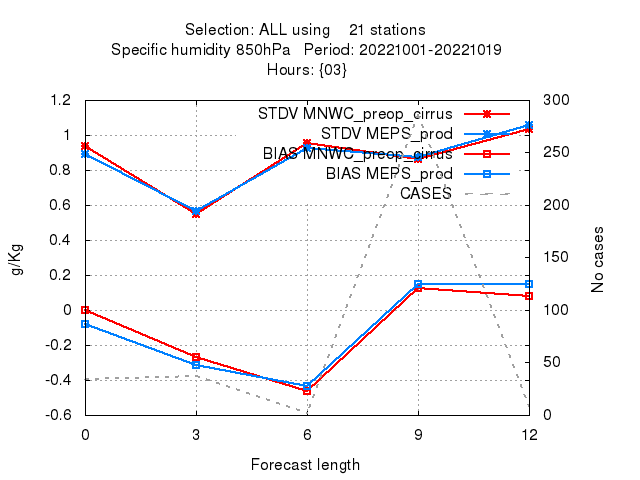 Selection: ALL using    21 stations
Specific humidity 850hPa   Period: 20221001-20221019
Hours: {03}
STDV MNWC_preop_cirrus
STDV MEPS_prod
BIAS MNWC_preop_cirrus
BIAS MEPS_prod
CASES
1.2
1
0.8
0.6
0.4
0.2
0
-0.2
-0.4
-0.6
g/Kg
300
250
200
150
100
50
0
No cases
0 3 6 9 12
Forecast length